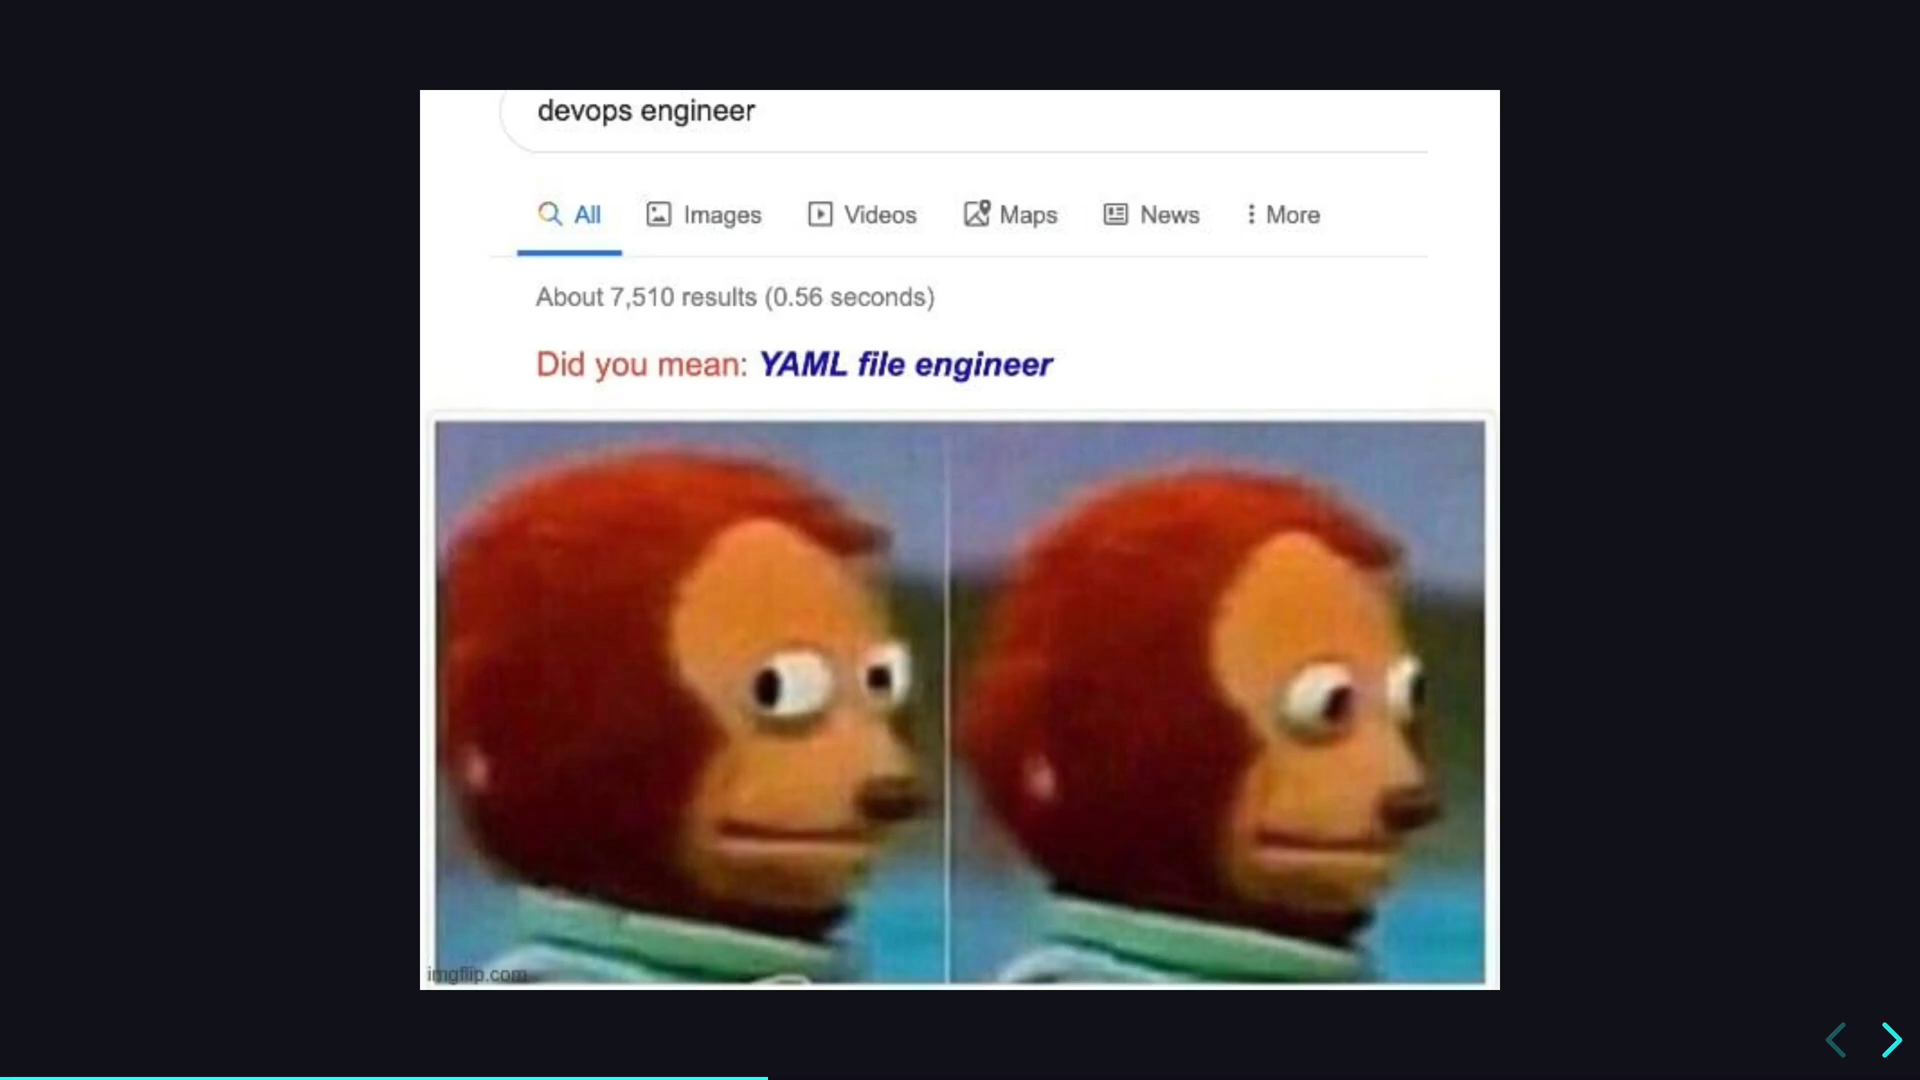 devops engineer
All Images Videos Maps News More
About 7,510 results (0.56 seconds)
Did you mean: YAML file engineer
imgflip.com